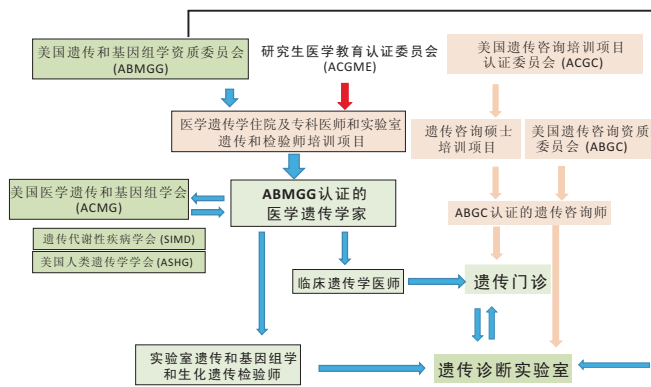 美国遗传和基因组学资质委员会
(ABMGG)
研究生医学教育认证委员会
(ACGME)
美国遗传咨询培训项目
认证委员会 (ACGC)
医学遗传学住院及专科医师和实验室
遗传和检验师培训项目
遗传咨询硕士
培训项目
美国遗传咨询资质
委员会 (ABGC)
美国医学遗传和基因组学会
(ACMG)
ABMGG认证的
医学遗传学家
ABGC认证的遗传咨询师
遗传代谢性疾病学会 (SIMD)
美国人类遗传学学会 (ASHG)
临床遗传学医师
遗传门诊
实验室遗传和基因组学
和生化遗传检验师
遗传诊断实验室